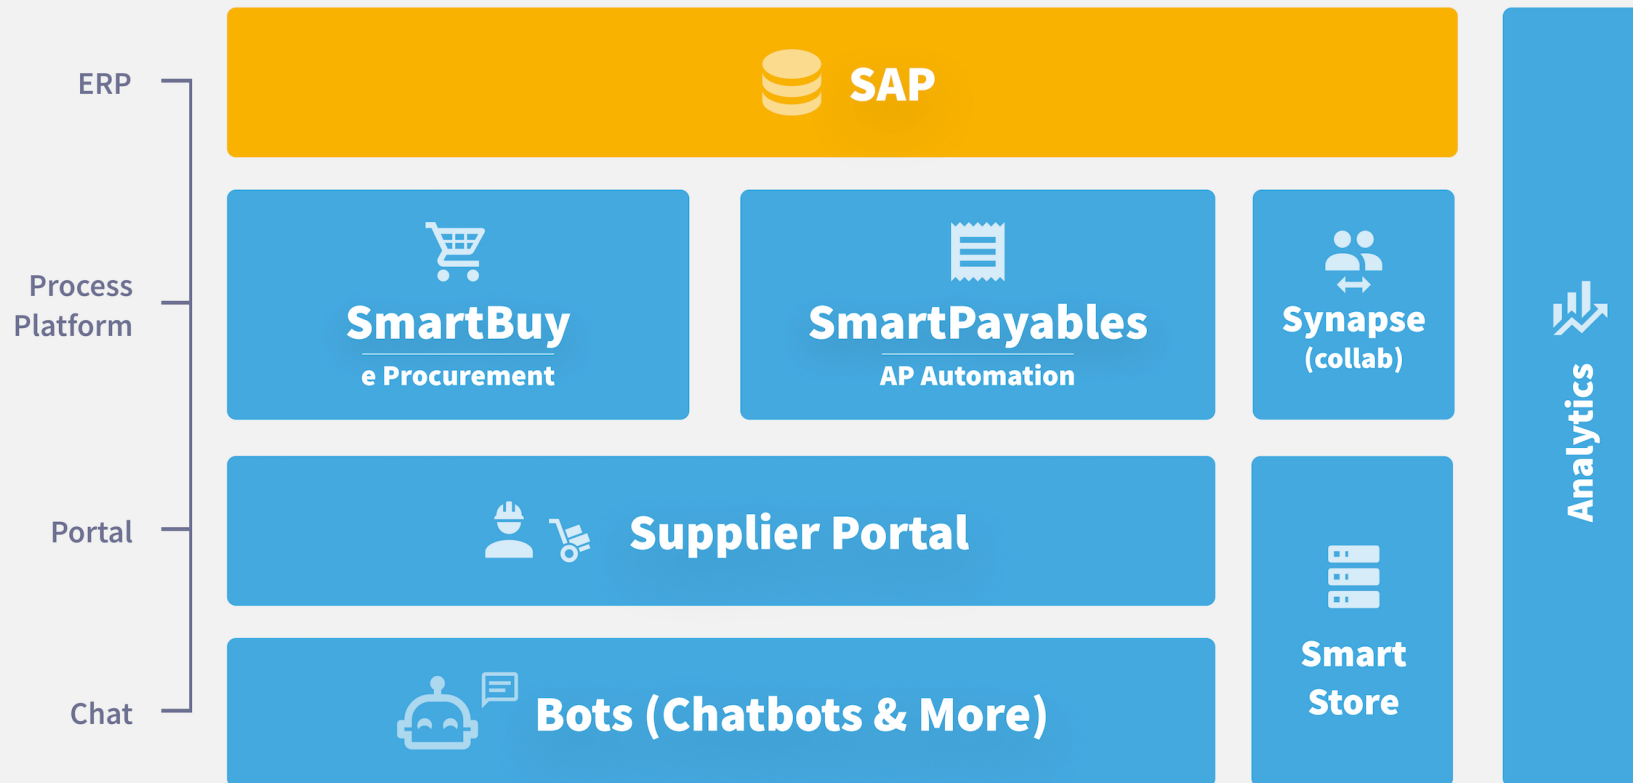 ERP
SAP
Process
Platform
SmartBuy
e Procurement
SmartPayables
AP Automation
Synapse
(collab)
Analytics
Portal
Supplier Portal
Smart
Store
Chat
Bots (Chatbots & More)